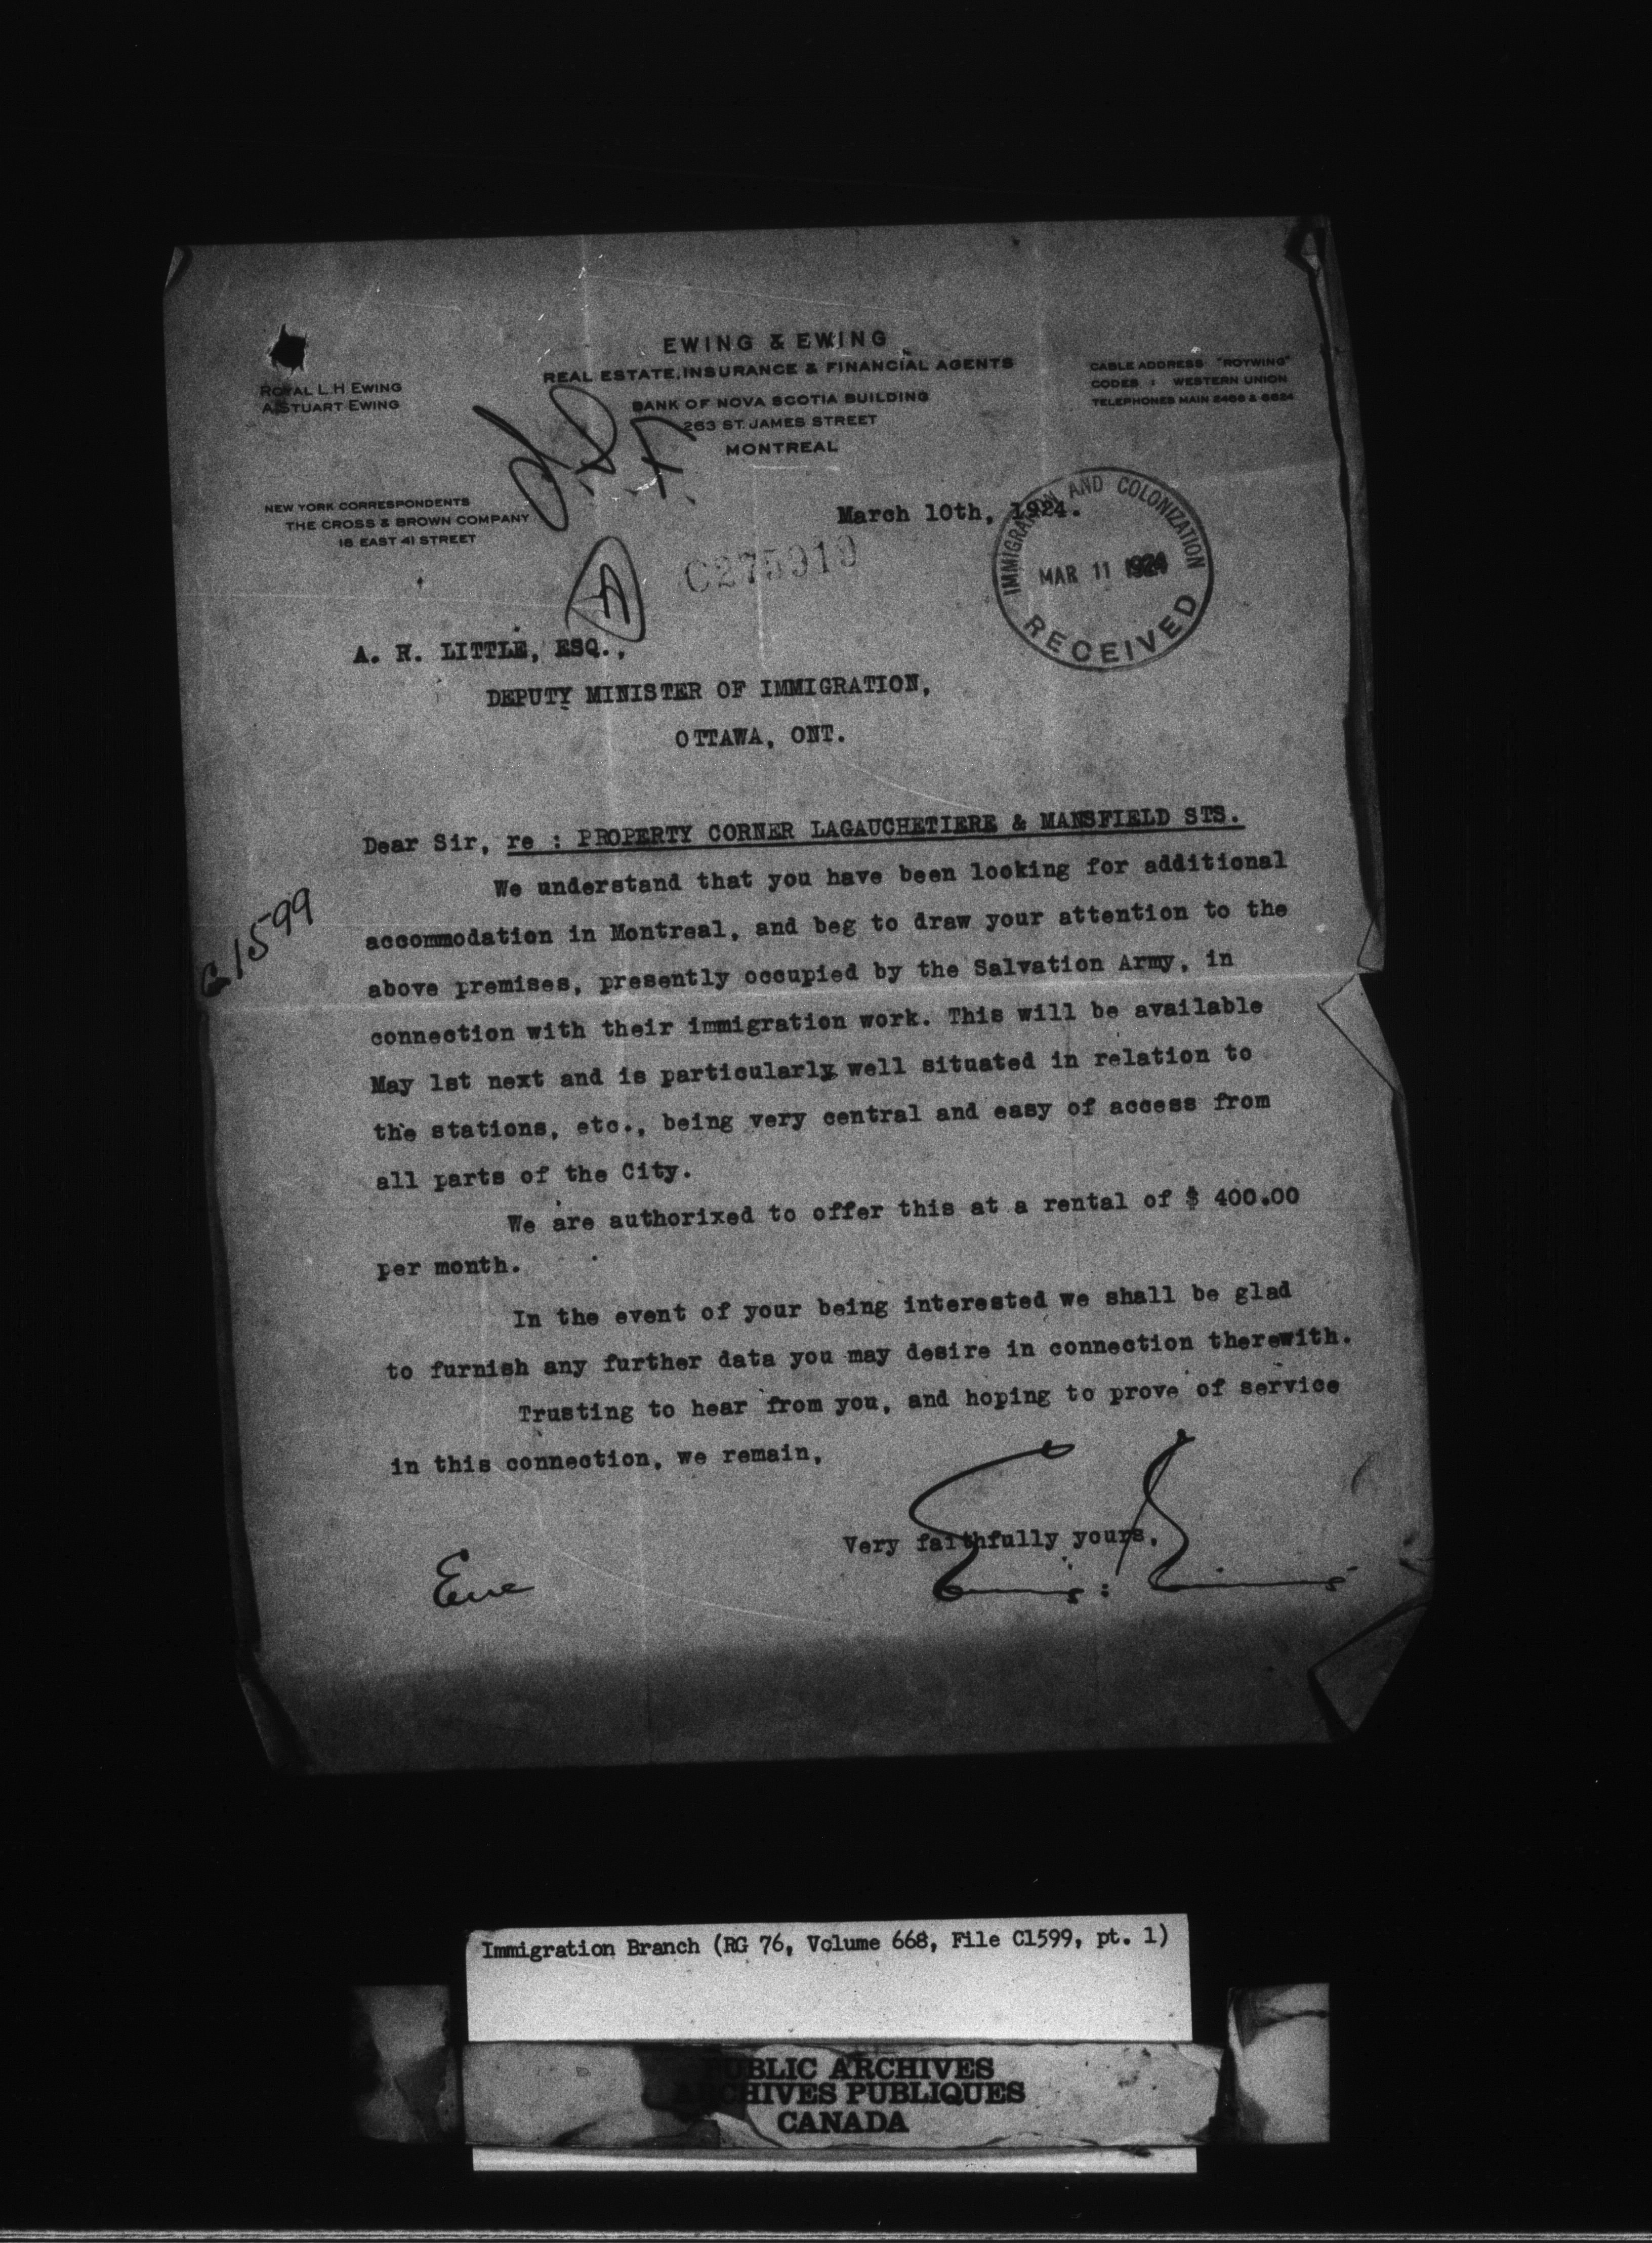 EWING & EWING
REAL ESTATE, INSURANCE & FINANCIAL AGENTS
BANK OF NOVA SCOTIA BUILDING
263 ST. JAMES STREET
MONTREAL
ROYAL L.H EWING
A. STUART EWING
CABLE ADDRESS "ROYWING"
CODES : WESTERN UNION
TELEPHONES MAIN
NEW YORK CORRESPONDENTS
THE CROSS & BROWN COMPANY
18 EAST 41 STREET
March 10th, 1924.
IMMIGRATION AND COLONIZATION
MAR 11 1924
RECEIVED
C275919
A. R. LITTLE, ESQ.,
DEPUTY MINISTER OF IMMIGRATION,
OTTAWA, ONT.
Dear Sir, re : PROPERTY CORNER LAGAUCHETIERE & MANSFIELD STS.
We understand that you have been looking for additional
accommodation in Montreal, and beg to draw your attention to the
above premises, presently occupied by the Salvation Army, in
connection with their immigration work. This will be available
May 1st next and is particularly well situated in relation to
the stations, etc., being very central and easy of access from
all parts of the City.
We are authorixed to offer this at a rental of $ 400.00
per month.
In the event of your being interested we shall be glad
to furnish any further data you may desire in connection therewith.
Trusting to hear from you, and hoping to prove of service
in this connection, we remain,
Very faithfully yours,
C1599
Immigration Branch (RG 76, Volume 668, File C1599, pt. 1)
PUBLIC ARCHIVES
ARCHIVES PUBLIQUES
CANADA